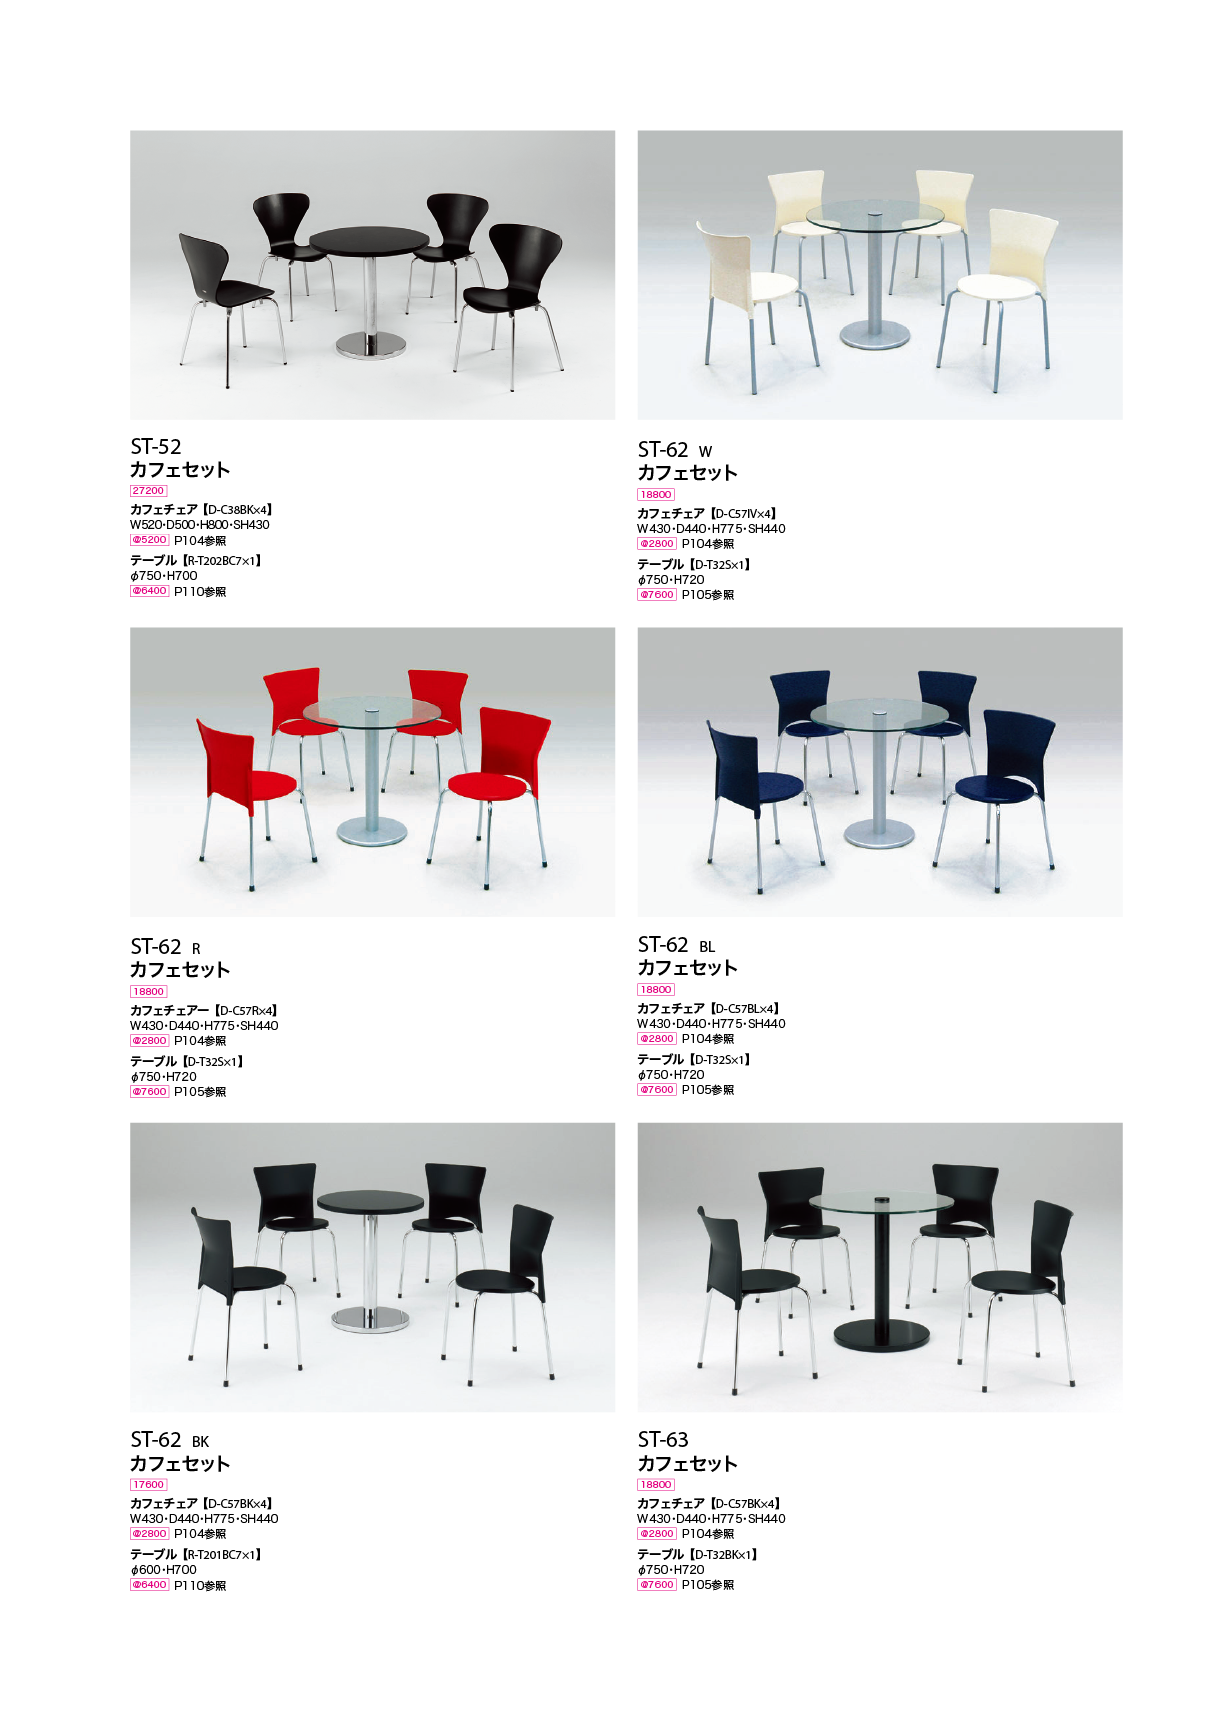 ST-52
カフェセット
27200
カフェチェア【D-C38BK×4】
W520・D500・H800・SH430
@5200 P104参照
テーブル【R-T202BC7×1】
φ750・H700
@6400 P110参照
ST-62 W
カフェセット
18800
カフェチェア【D-C57IV×4】
W430・D440・H775・SH440
@2800 P104参照
テーブル【D-T32S×1】
φ750・H720
@7600 P105参照
ST-62 R
カフェセット
18800
カフェチェアー【D-C57R×4】
W430・D440・H775・SH440
@2800 P104参照
テーブル【D-T32S×1】
φ750・H720
@7600 P105参照
ST-62 BL
カフェセット
18800
カフェチェア【D-C57BL×4】
W430・D440・H775・SH440
@2800 P104参照
テーブル【D-T32S×1】
φ750・H720
@7600 P105参照
ST-62 BK
カフェセット
17600
カフェチェア【D-C57BK×4】
W430・D440・H775・SH440
@2800 P104参照
テーブル【R-T201BC7×1】
φ600・H700
@6400 P110参照
ST-63
カフェセット
18800
カフェチェア【D-C57BK×4】
W430・D440・H775・SH440
@2800 P104参照
テーブル【D-T32BK×1】
φ750・H720
@7600 P105参照